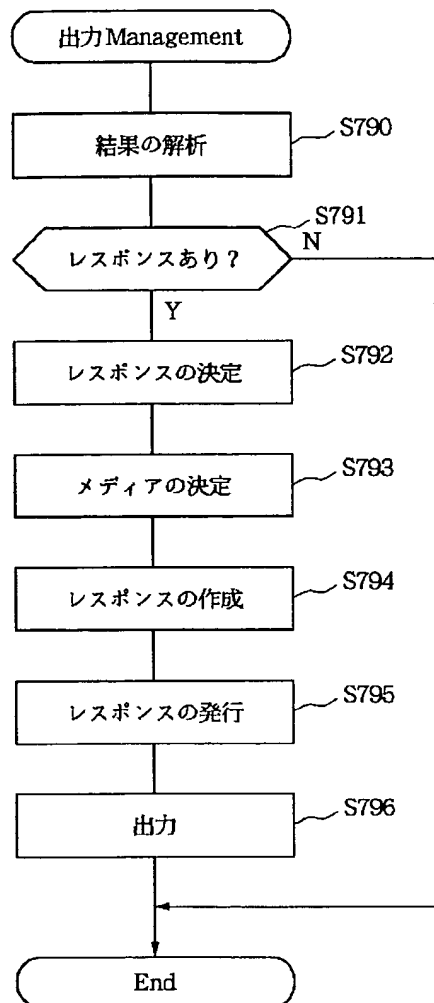 出力Management
結果の解析
S790
S791
レスポンスあり？
N
Y
レスポンスの決定
S792
メディアの決定
S793
レスポンスの作成
S794
レスポンスの発行
S795
出力
S796
End